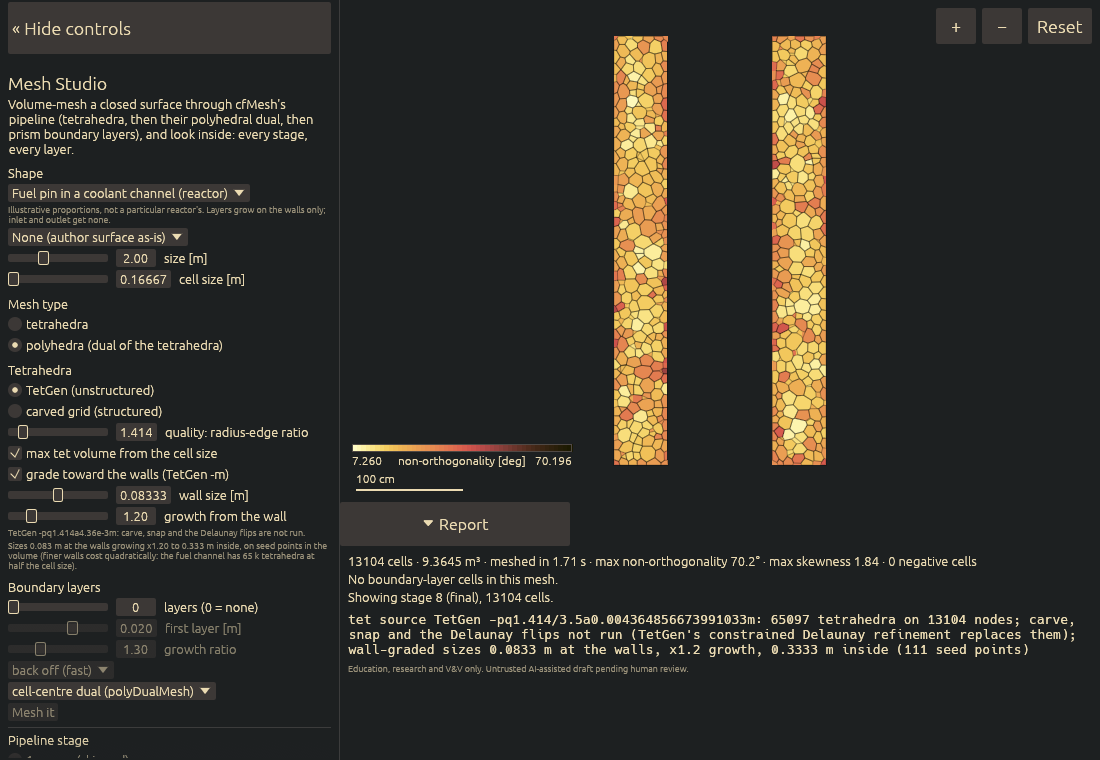 « Hide controls
Mesh Studio
Volume-mesh a closed surface through cfMesh's
pipeline (tetrahedra, then their polyhedral dual, then
prism boundary layers), and look inside: every stage,
every layer.
Shape
Fuel pin in a coolant channel (reactor)
Illustrative proportions, not a particular reactor's. Layers grow on the walls only;
inlet and outlet get none.
None (author surface as-is)
2.00 size [m]
0.16667 cell size [m]
Mesh type
tetrahedra
polyhedra (dual of the tetrahedra)
Tetrahedra
TetGen (unstructured)
carved grid (structured)
1.414 quality: radius-edge ratio
max tet volume from the cell size
grade toward the walls (TetGen -m)
0.08333 wall size [m]
1.20 growth from the wall
TetGen -pq1.414a4.36e-3m: carve, snap and the Delaunay flips are not run.
Sizes 0.083 m at the walls growing x1.20 to 0.333 m inside, on seed points in the
volume (finer walls cost quadratically: the fuel channel has 65 k tetrahedra at
half the cell size).
Boundary layers
0 layers (0 = none)
0.020 first layer [m]
1.30 growth ratio
back off (fast)
cell-centre dual (polyDualMesh)
Mesh it
Pipeline stage
+
−
Reset
7.260 non-orthogonality [deg] 70.196
100 cm
Report
13104 cells · 9.3645 m³ · meshed in 1.71 s · max non-orthogonality 70.2° · max skewness 1.84 · 0 negative cells
No boundary-layer cells in this mesh.
Showing stage 8 (final), 13104 cells.
tet source TetGen -pq1.414/3.5a0.004364856673991033m: 65097 tetrahedra on 13104 nodes; carve,
snap and the Delaunay flips not run (TetGen's constrained Delaunay refinement replaces them);
wall-graded sizes 0.0833 m at the walls, x1.2 growth, 0.3333 m inside (111 seed points)
Education, research and V&V only. Untrusted AI-assisted draft pending human review.